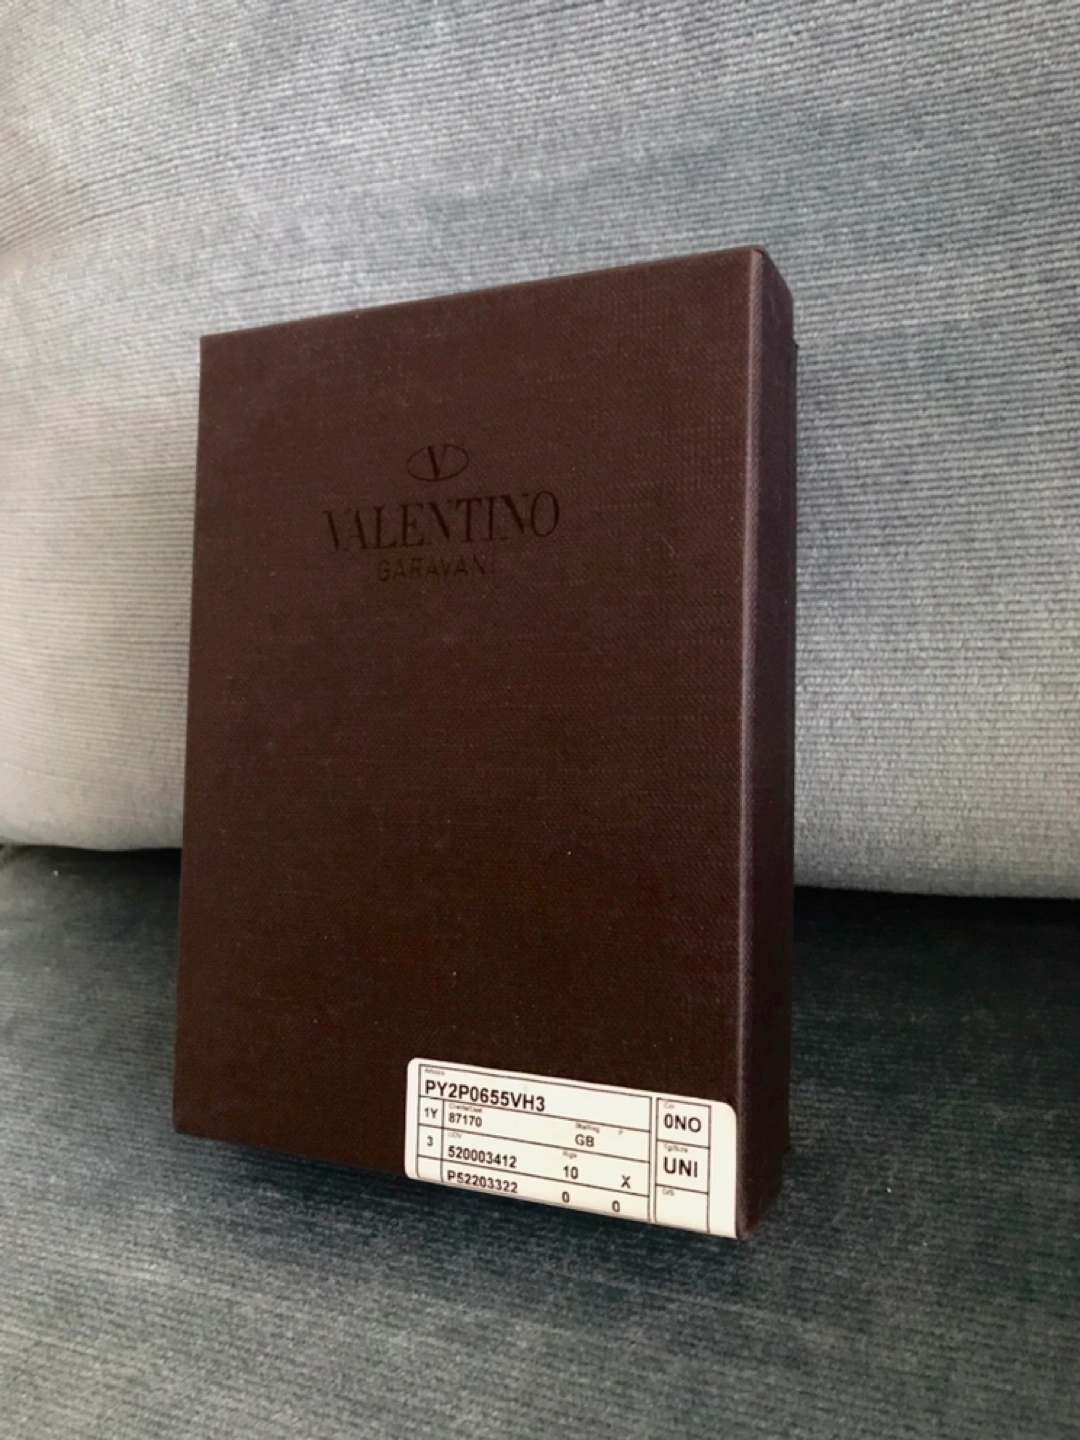 V
VALENTINO
GARAVANI
PY2P0655VH3
0NO
1Y
87170
GB
3
520003412
10
X
UNI
P52203322
0
0